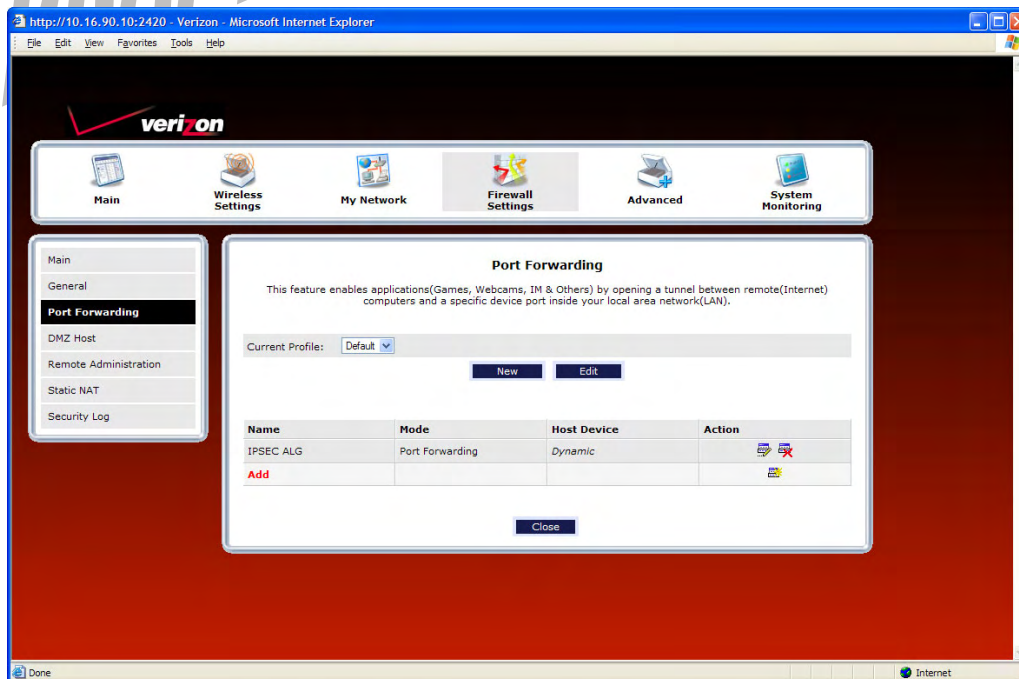 http://10.16.90.10:2420 - Verizon - Microsoft Internet Explorer
File Edit View Favorites Tools Help
verizon
Main
Wireless Settings
My Network
Firewall Settings
Advanced
System Monitoring
Main
General
Port Forwarding
DMZ Host
Remote Administration
Static NAT
Security Log
Port Forwarding
This feature enables applications(Games, Webcams, IM & Others) by opening a tunnel between remote(Internet)
computers and a specific device port inside your local area network(LAN).
Current Profile: Default
New Edit
Name Mode Host Device Action
IPSEC ALG Port Forwarding Dynamic
Add
Close
Done Internet